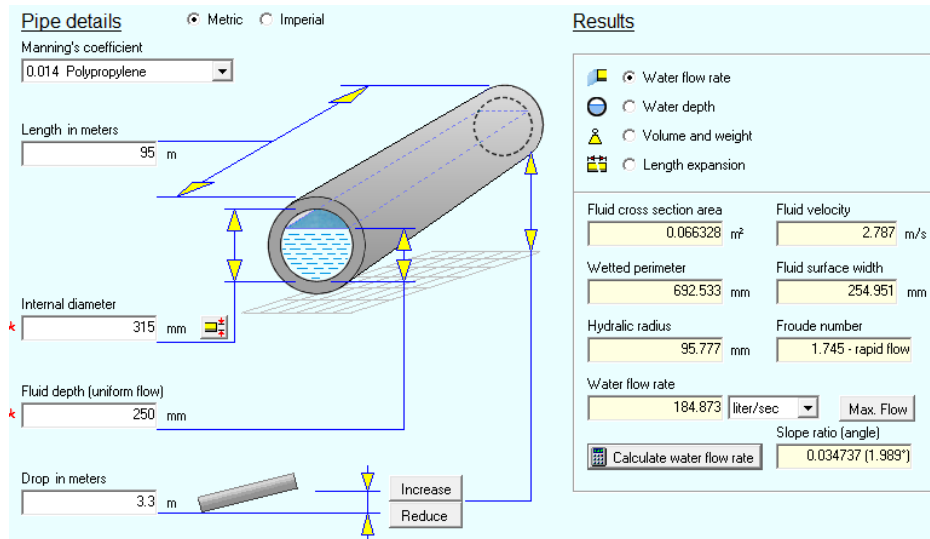 Pipe details
Metric
Imperial
Manning's coefficient
0.014 Polypropylene
Length in meters
95 m
Internal diameter
* 315 mm
Fluid depth (uniform flow)
* 250 mm
Drop in meters
3.3 m
Increase
Reduce
Results
Water flow rate
Water depth
Volume and weight
Length expansion
Fluid cross section area
0.066328 m²
Fluid velocity
2.787 m/s
Wetted perimeter
692.533 mm
Fluid surface width
254.951 mm
Hydralic radius
95.777 mm
Froude number
1.745 - rapid flow
Water flow rate
184.873 liter/sec
Max. Flow
Calculate water flow rate
Slope ratio (angle)
0.034737 (1.989°)